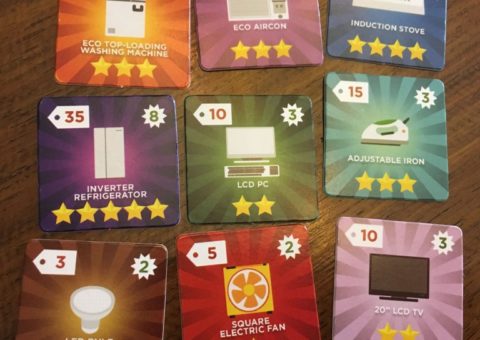 ECO TOP-LOADING
WASHING MACHINE
ECO AIRCON
INDUCTION STOVE
35
8
INVERTER
REFRIGERATOR
10
3
LCD PC
15
3
ADJUSTABLE IRON
3
2
5
2
SQUARE
ELECTRIC FAN
10
3
20" LCD TV